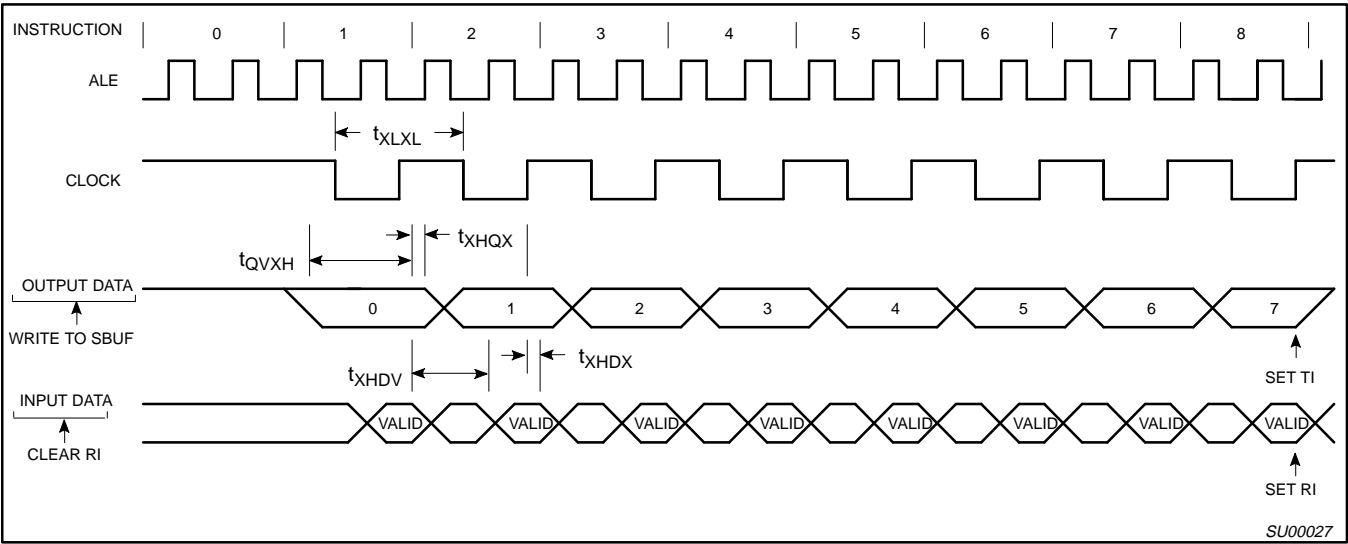 INSTRUCTION | 0 | 1 | 2 | 3 | 4 | 5 | 6 | 7 | 8 |
ALE
tXLXL
CLOCK
tXHQX
tQVXH
OUTPUT DATA
0 1 2 3 4 5 6 7
WRITE TO SBUF
tXHDX
tXHDV
SET TI
INPUT DATA
VALID VALID VALID VALID VALID VALID VALID VALID
CLEAR RI
SET RI
SU00027